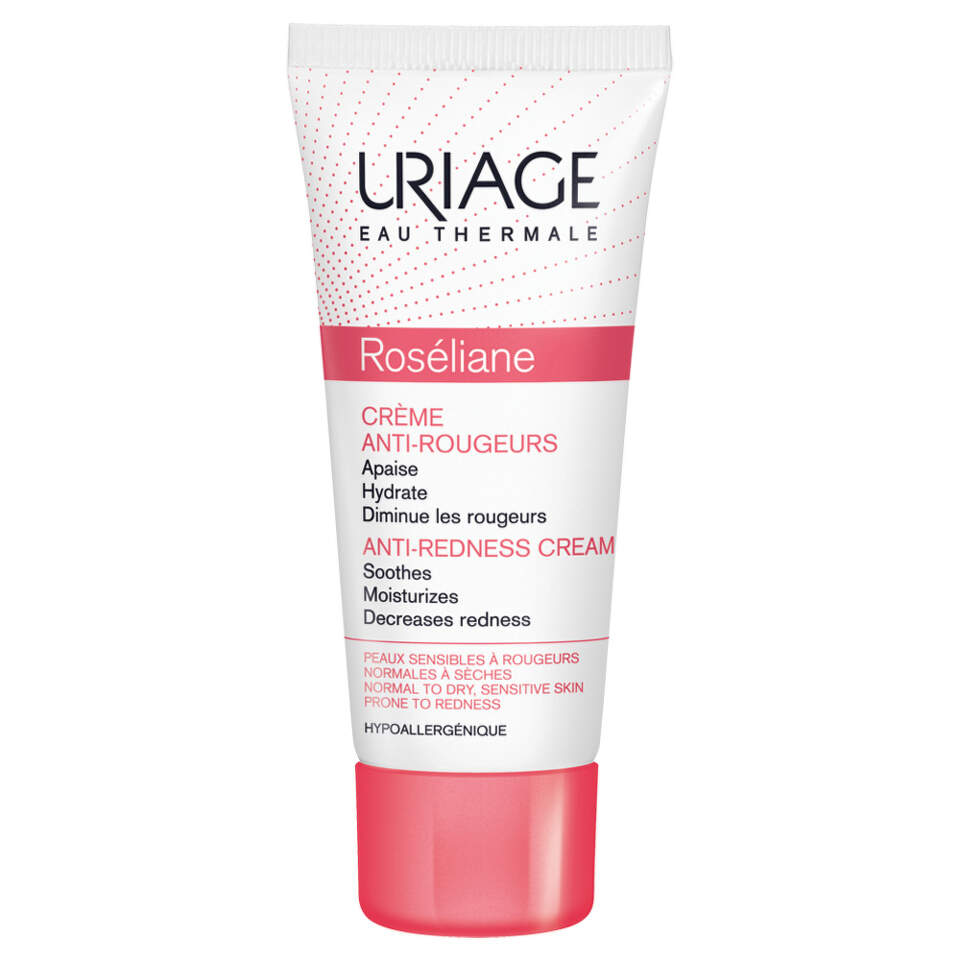 URIAGE
EAU THERMALE
Roséliane
CRÈME
ANTI-ROUGEURS
Apaise
Hydrate
Diminue les rougeurs
ANTI-REDNESS CREAM
Soothes
Moisturizes
Decreases redness
PEAUX SENSIBLES À ROUGEURS
NORMALES À SÈCHES
NORMAL TO DRY, SENSITIVE SKIN
PRONE TO REDNESS
HYPOALLERGÉNIQUE